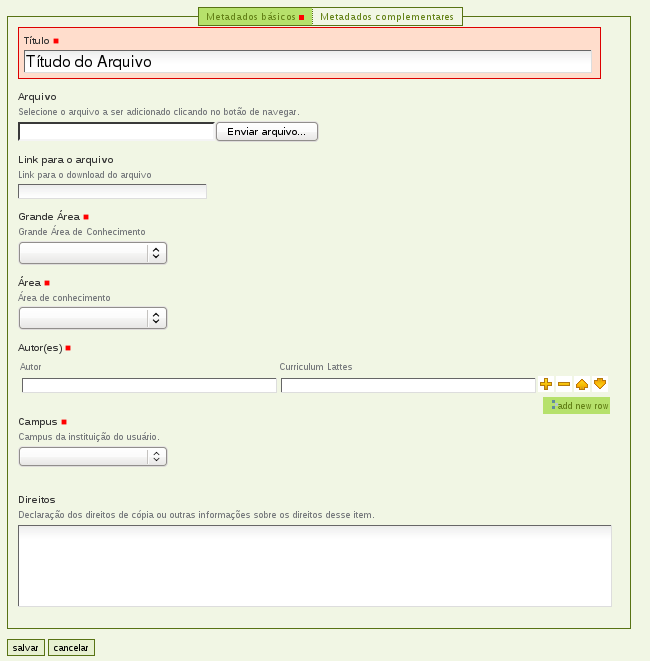 Metadados básicos Metadados complementares
Título
Títudo do Arquivo
Arquivo
Selecione o arquivo a ser adicionado clicando no botão de navegar.
Enviar arquivo...
Link para o arquivo
Link para o download do arquivo
Grande Área
Grande Área de Conhecimento
Área
Área de conhecimento
Autor(es)
Autor Curriculum Lattes
add new row
Campus
Campus da instituição do usuário.
Direitos
Declaração dos direitos de cópia ou outras informações sobre os direitos desse item.
salvar cancelar